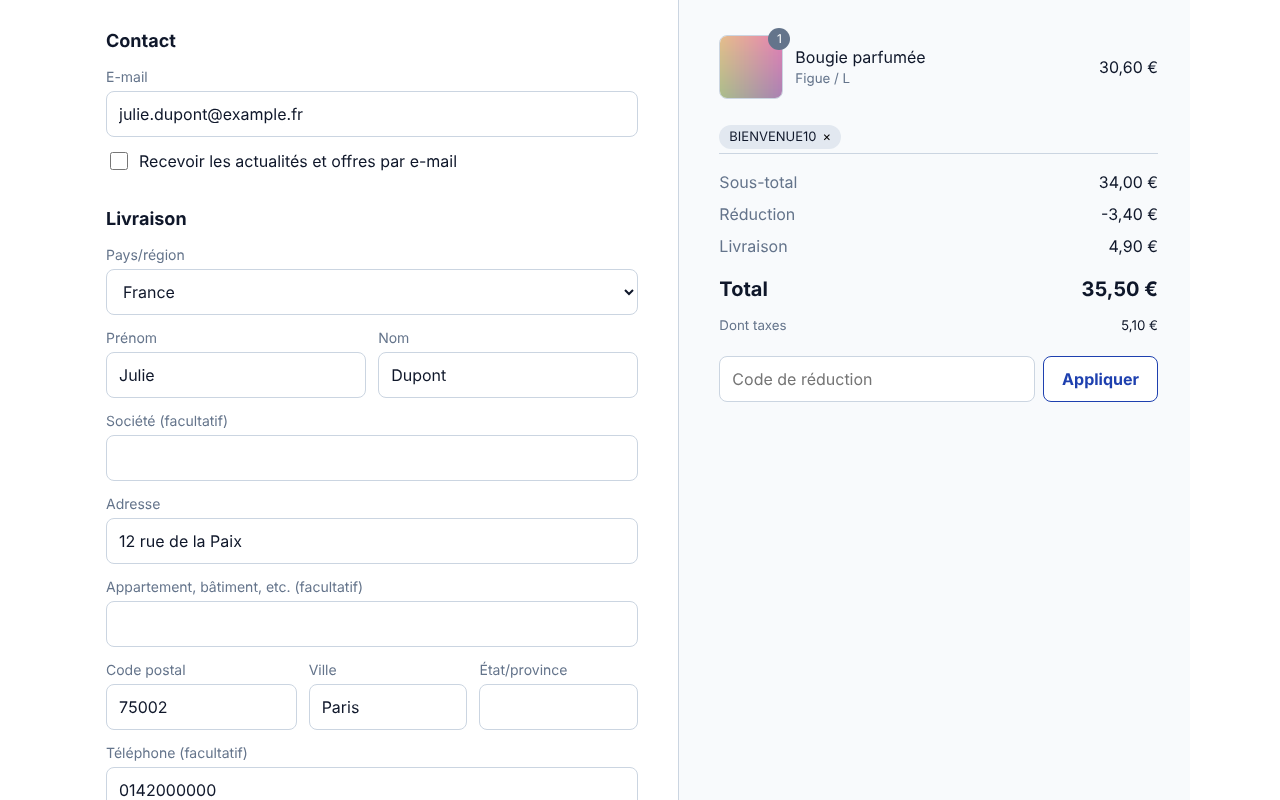 Contact
E-mail
julie.dupont@example.fr
Recevoir les actualités et offres par e-mail
Livraison
Pays/région
France
Prénom Nom
Julie Dupont
Société (facultatif)
Adresse
12 rue de la Paix
Appartement, bâtiment, etc. (facultatif)
Code postal Ville État/province
75002 Paris
Téléphone (facultatif)
0142000000
1
Bougie parfumée 30,60 €
Figue / L
BIENVENUE10 ×
Sous-total 34,00 €
Réduction -3,40 €
Livraison 4,90 €
Total 35,50 €
Dont taxes 5,10 €
Code de réduction Appliquer